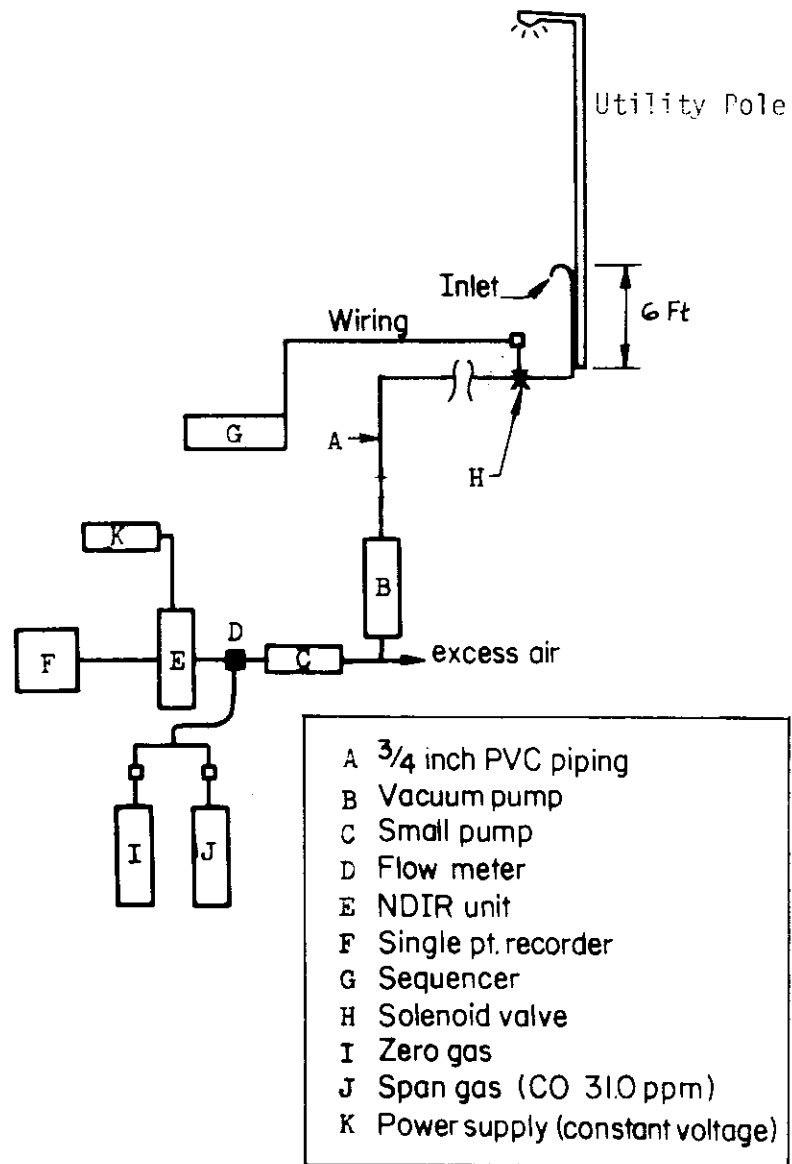 Utility Pole
Inlet
6 Ft
Wiring
G
A
H
K
B
D
F
E
C
excess air
I
J
A 3/4 inch PVC piping
B Vacuum pump
C Small pump
D Flow meter
E NDIR unit
F Single pt. recorder
G Sequencer
H Solenoid valve
I Zero gas
J Span gas (CO 31.0 ppm)
K Power supply (constant voltage)